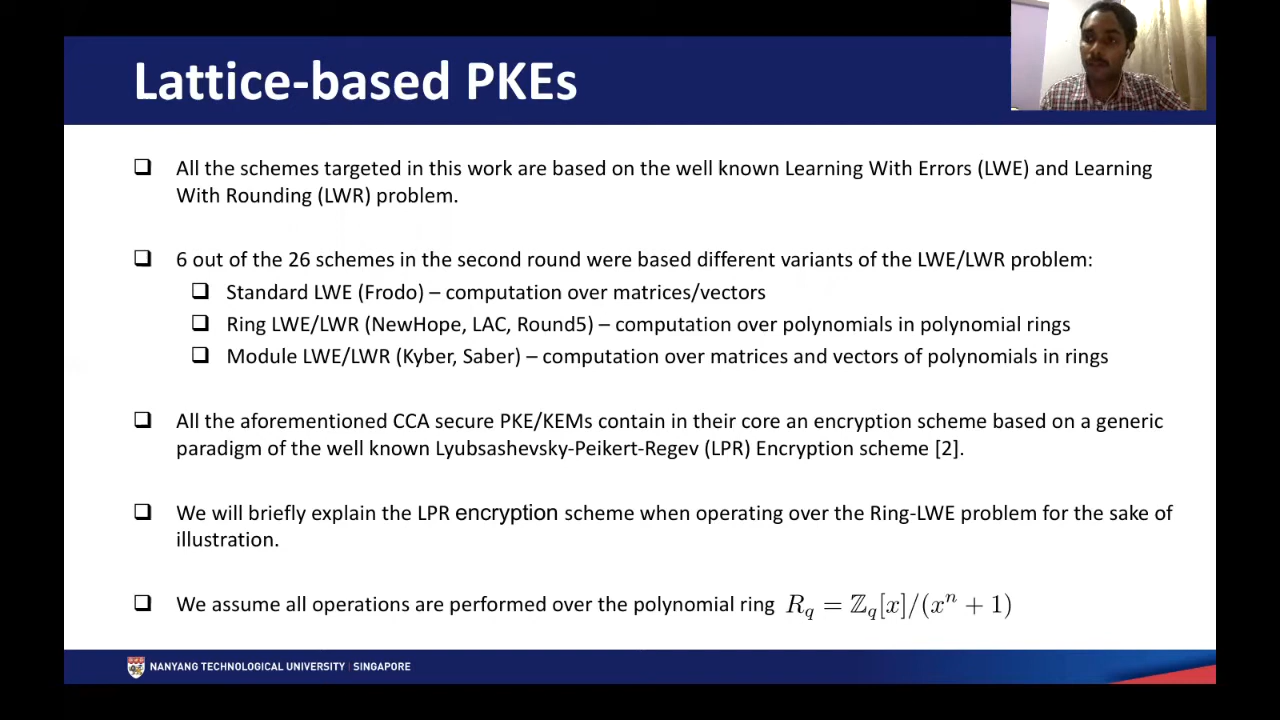 Lattice-based PKEs
❑ All the schemes targeted in this work are based on the well known Learning With Errors (LWE) and Learning
With Rounding (LWR) problem.
❑ 6 out of the 26 schemes in the second round were based different variants of the LWE/LWR problem:
❑ Standard LWE (Frodo) – computation over matrices/vectors
❑ Ring LWE/LWR (NewHope, LAC, Round5) – computation over polynomials in polynomial rings
❑ Module LWE/LWR (Kyber, Saber) – computation over matrices and vectors of polynomials in rings
❑ All the aforementioned CCA secure PKE/KEMs contain in their core an encryption scheme based on a generic
paradigm of the well known Lyubsashevsky-Peikert-Regev (LPR) Encryption scheme [2].
❑ We will briefly explain the LPR encryption scheme when operating over the Ring-LWE problem for the sake of
illustration.
❑ We assume all operations are performed over the polynomial ring R_q = ℤ_q[x]/(x^n + 1)
NANYANG TECHNOLOGICAL UNIVERSITY | SINGAPORE